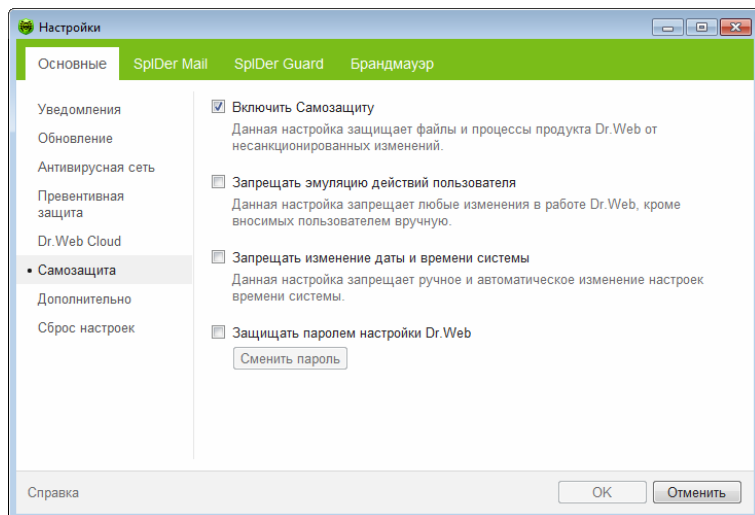 Настройки
Основные
SpIDer Mail
SpIDer Guard
Брандмауэр
Уведомления
Обновление
Антивирусная сеть
Превентивная
защита
Dr.Web Cloud
Самозащита
Дополнительно
Сброс настроек
Включить Самозащиту
Данная настройка защищает файлы и процессы продукта Dr.Web от
несанкционированных изменений.
Запрещать эмуляцию действий пользователя
Данная настройка запрещает любые изменения в работе Dr.Web, кроме
вносимых пользователем вручную.
Запрещать изменение даты и времени системы
Данная настройка запрещает ручное и автоматическое изменение настроек
времени системы.
Защищать паролем настройки Dr.Web
Сменить пароль
Справка
OK
Отменить